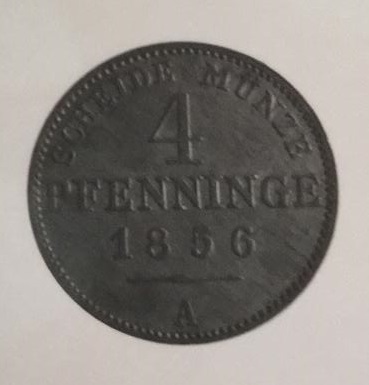 SCHEIDE MÜNZE
4
PFENNINGE
1856
A